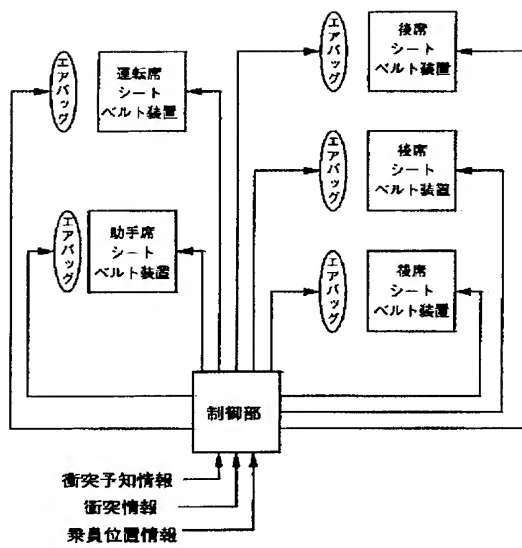 エアバッグ
運転席
シート
ベルト装置
エアバッグ
後席
シート
ベルト装置
エアバッグ
後席
シート
ベルト装置
エアバッグ
助手席
シート
ベルト装置
エアバッグ
後席
シート
ベルト装置
制御部
衝突予知情報
衝突情報
乗員位置情報